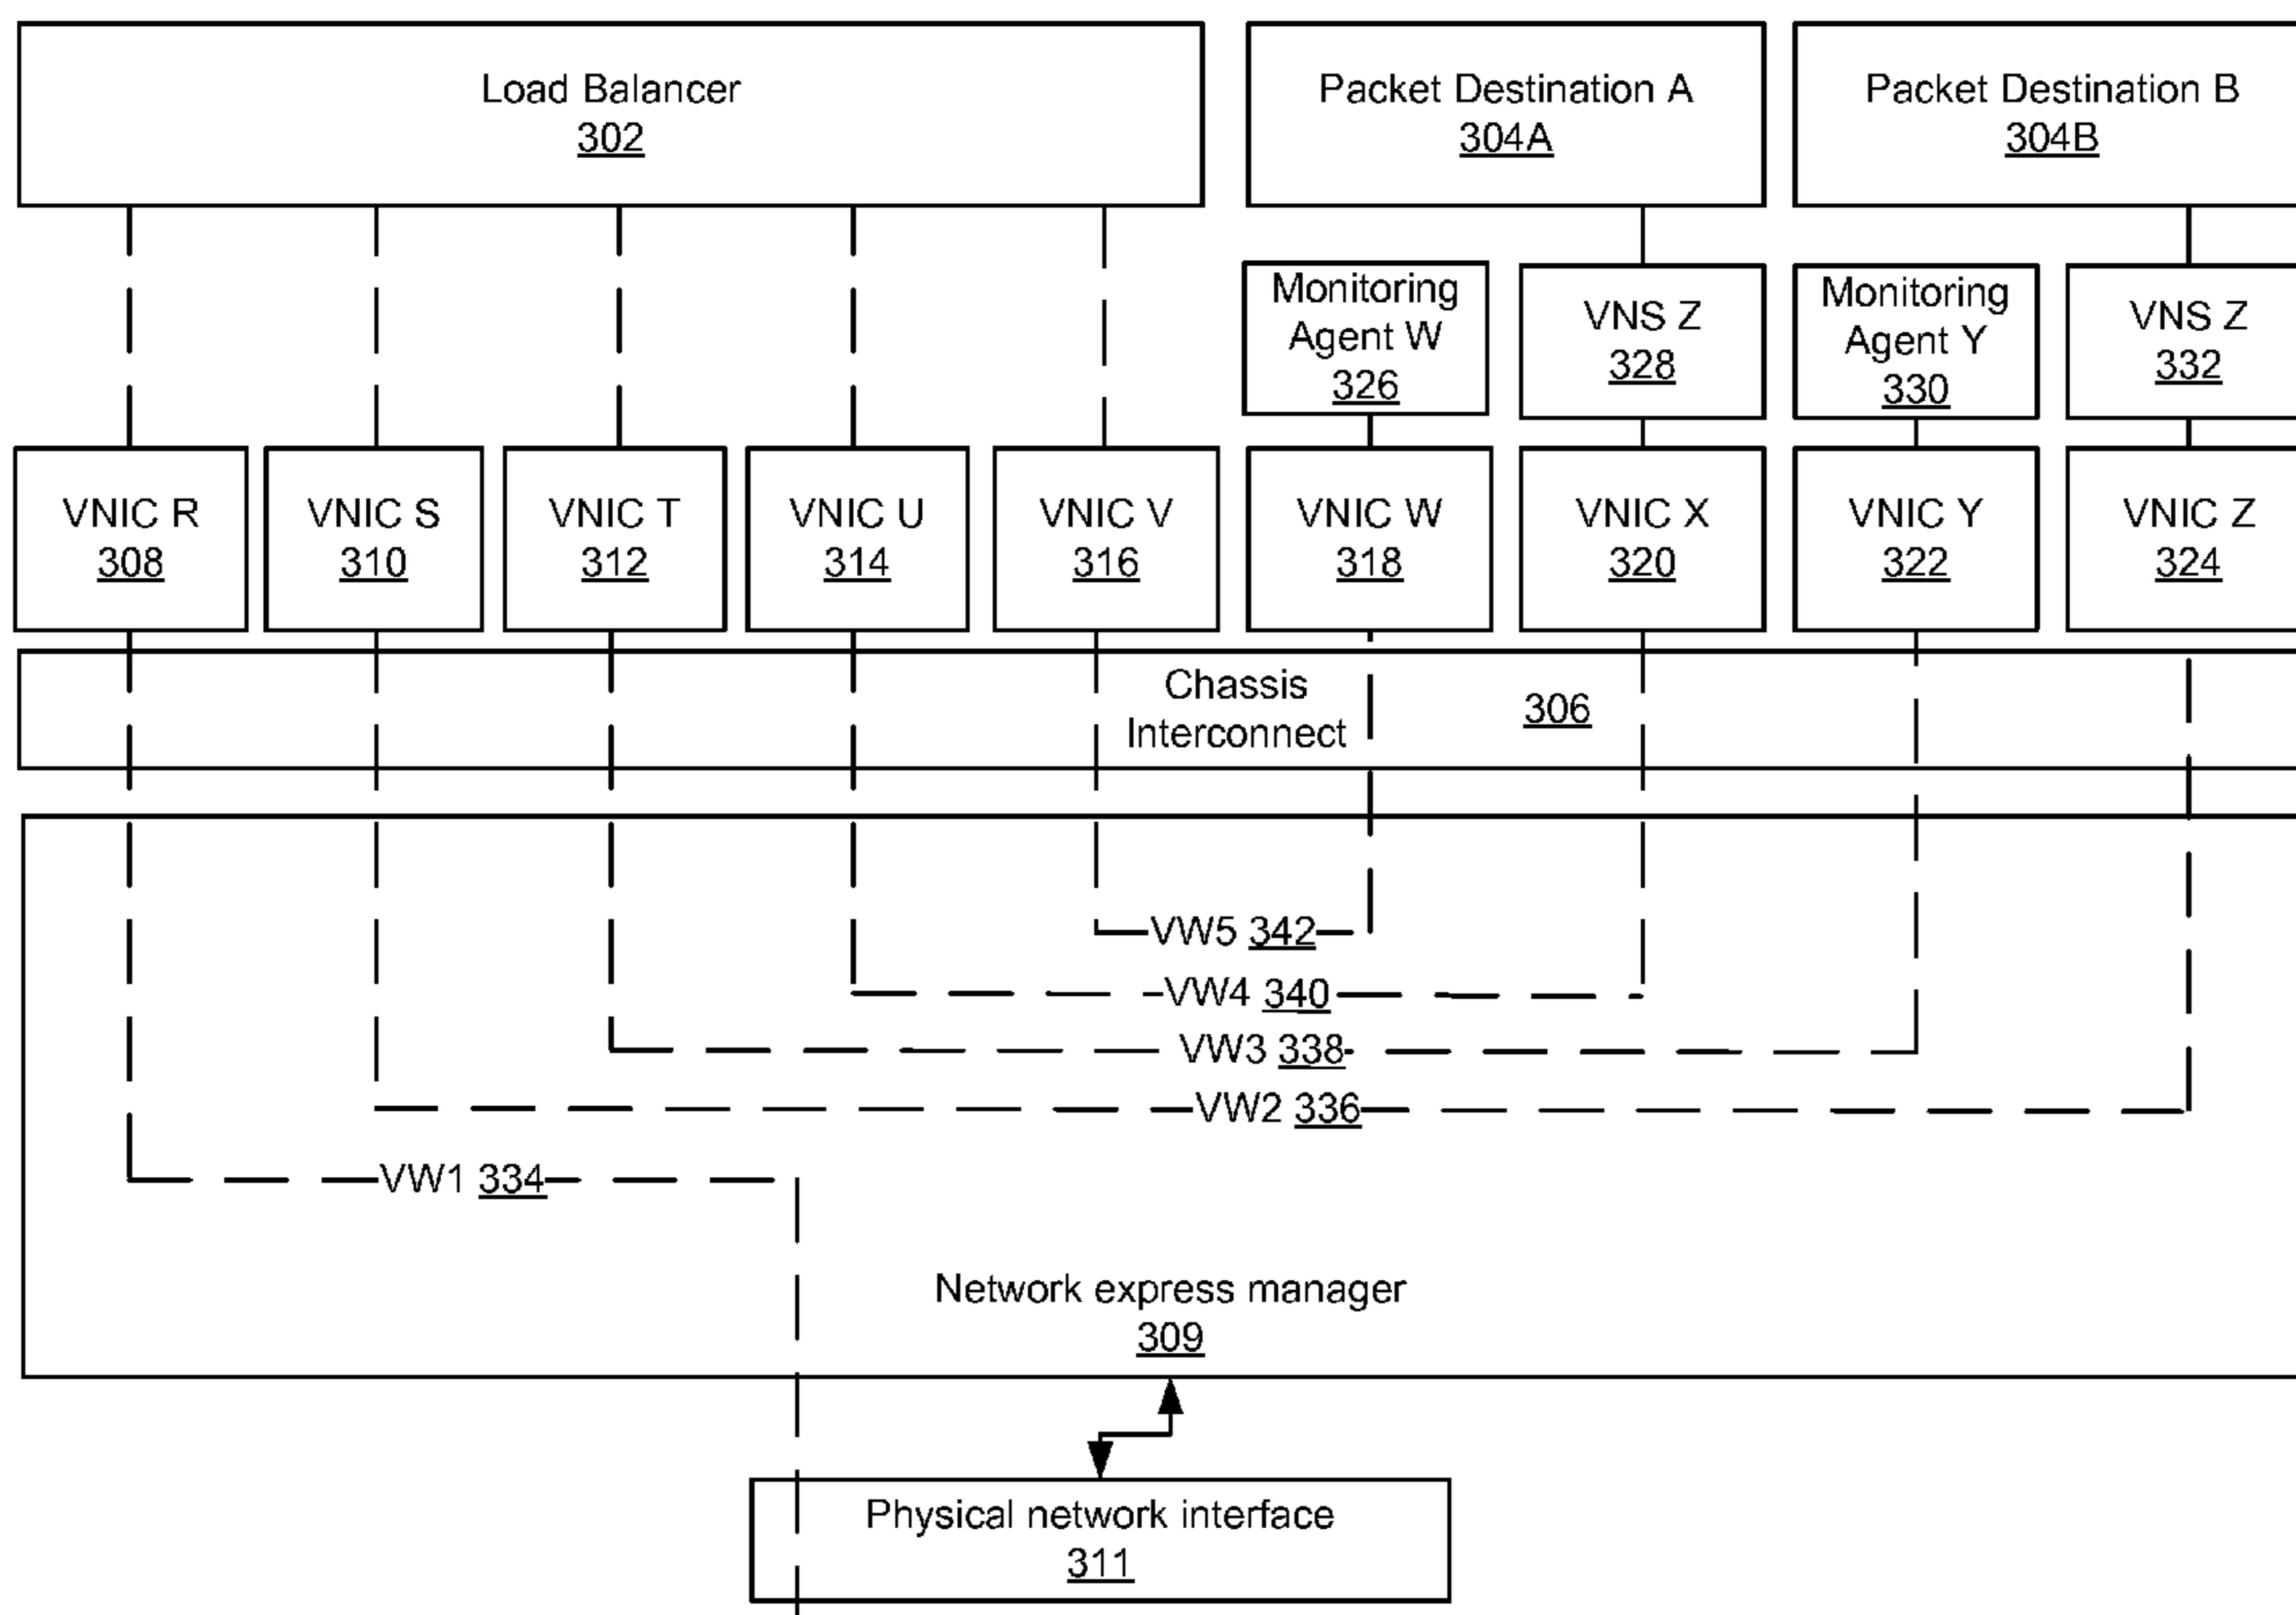 Load Balancer
302
Packet Destination A
304A
Packet Destination B
304B
Monitoring
Agent W
326
VNS Z
328
Monitoring
Agent Y
330
VNS Z
332
VNIC R
308
VNIC S
310
VNIC T
312
VNIC U
314
VNIC V
316
VNIC W
318
VNIC X
320
VNIC Y
322
VNIC Z
324
Chassis
Interconnect
306
VW5 342
VW4 340
VW3 338
VW2 336
VW1 334
Network express manager
309
Physical network interface
311